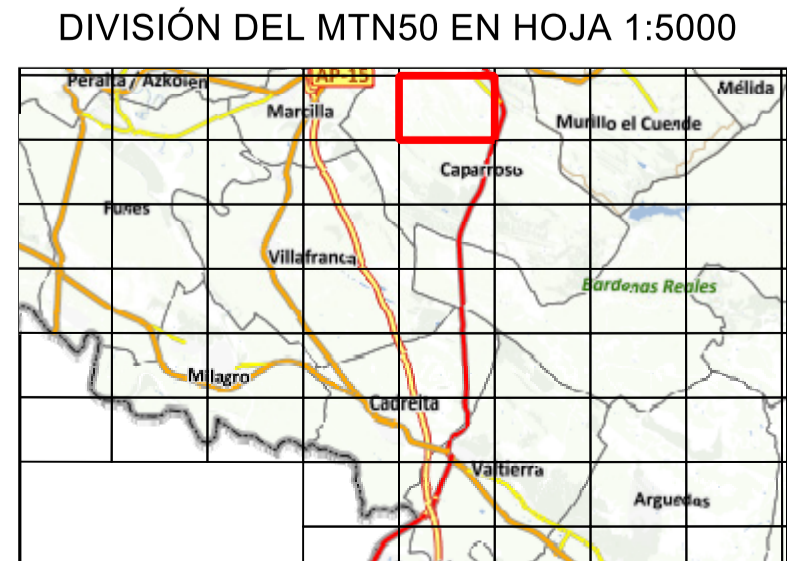 DIVISIÓN DEL MTN50 EN HOJA 1:5000
AP-15
Peralta / Azkoien
Mélida
Marcilla
Murillo el Cuende
Caparroso
Funes
Villafranca
Bardenas Reales
Milagro
Cadreita
Valtierra
Arguedas